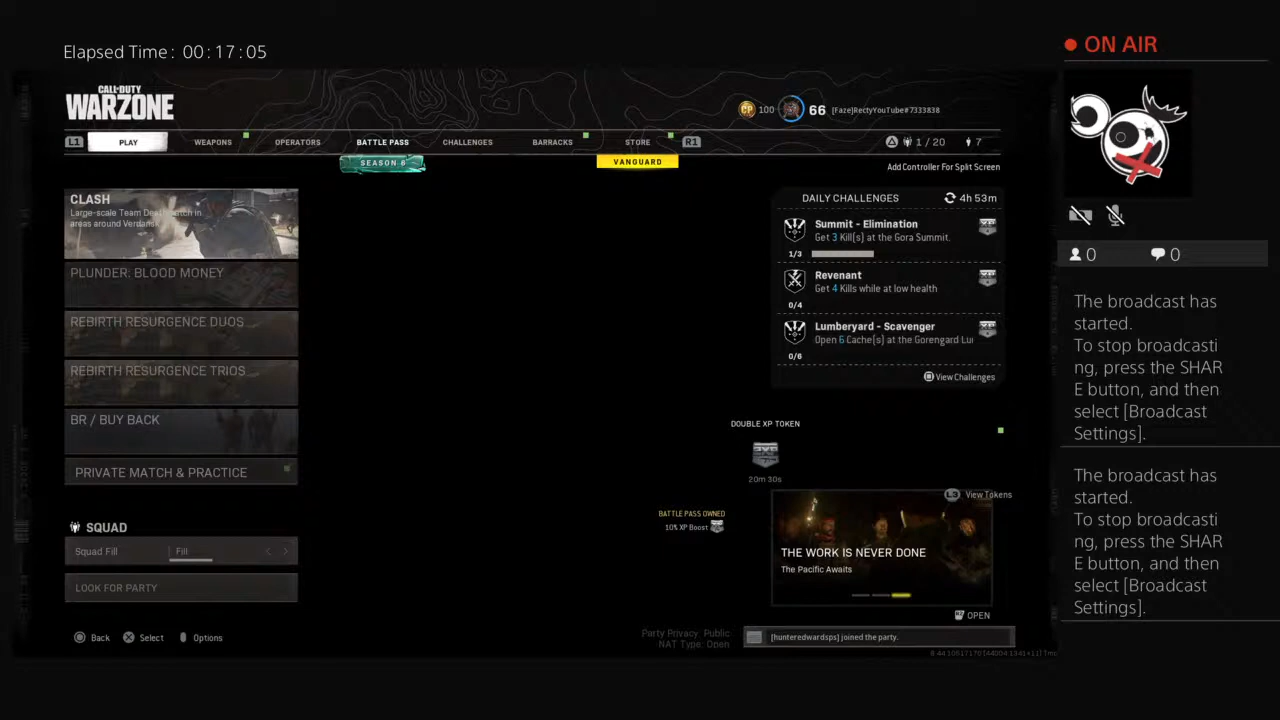 Elapsed Time: 00:17:05
ON AIR
CALL OF DUTY
WARZONE
CP 100 66 [Faze]RectyYouTube#7333838
L1 PLAY WEAPONS OPERATORS BATTLE PASS CHALLENGES BARRACKS STORE R1 1 / 20 7
SEASON 6 VANGUARD
Add Controller For Split Screen
CLASH
Large-scale Team Deathmatch in
areas around Verdansk
PLUNDER: BLOOD MONEY
REBIRTH RESURGENCE DUOS
REBIRTH RESURGENCE TRIOS
BR / BUY BACK
PRIVATE MATCH & PRACTICE
SQUAD
Squad Fill Fill
LOOK FOR PARTY
Back Select Options
DAILY CHALLENGES 4h 53m
Summit - Elimination
Get 3 Kill(s) at the Gora Summit.
1/3
Revenant
Get 4 Kills while at low health
0/4
Lumberyard - Scavenger
Open 6 Cache(s) at the Gorengard Lu
0/6
View Challenges
DOUBLE XP TOKEN
2XP
20m 30s
L3 View Tokens
BATTLE PASS OWNED
10% XP Boost
THE WORK IS NEVER DONE
The Pacific Awaits
OPEN
Party Privacy: Public
NAT Type: Open
[hunteredwardsps] joined the party.
0 0
The broadcast has
started.
To stop broadcasti
ng, press the SHAR
E button, and then
select [Broadcast
Settings].
The broadcast has
started.
To stop broadcasti
ng, press the SHAR
E button, and then
select [Broadcast
Settings].